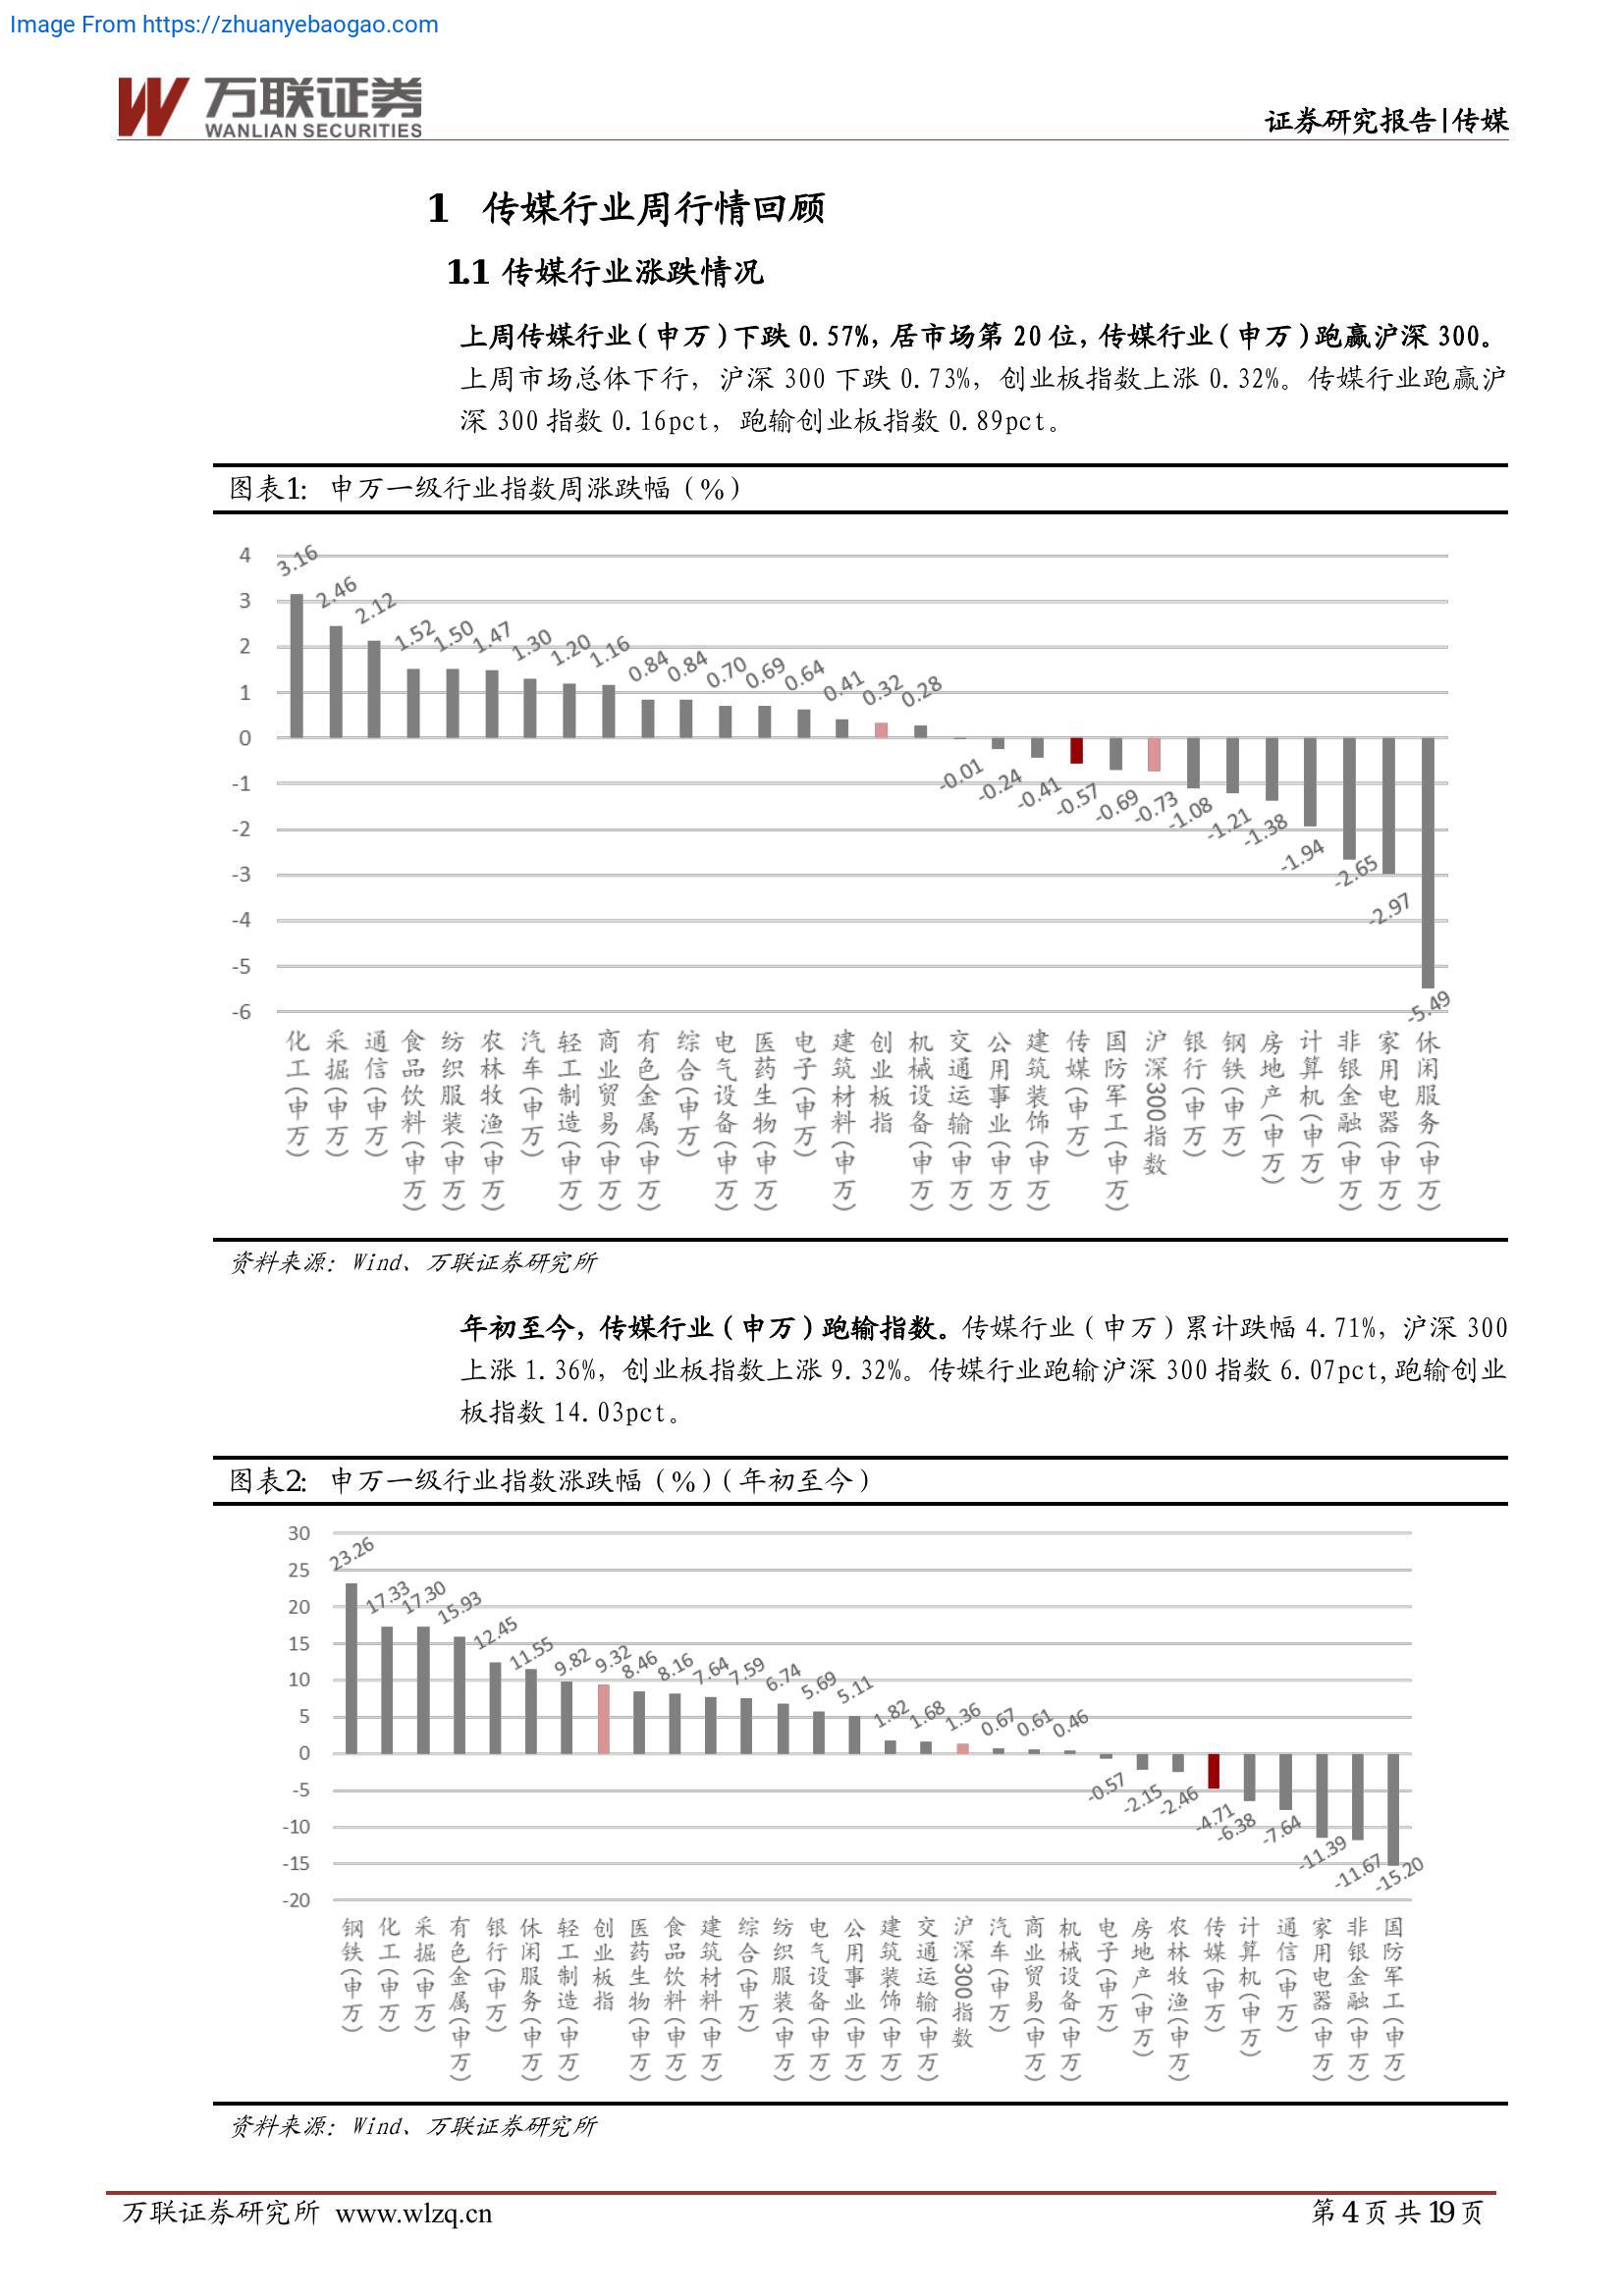 Image From https://zhuanyebaogao.com
万联证券
WANLIAN SECURITIES
证券研究报告|传媒
1 传媒行业周行情回顾
1.1 传媒行业涨跌情况
上周传媒行业（申万）下跌 0.57%，居市场第 20 位，传媒行业（申万）跑赢沪深 300。
上周市场总体下行，沪深 300 下跌 0.73%，创业板指数上涨 0.32%。传媒行业跑赢沪
深 300 指数 0.16pct，跑输创业板指数 0.89pct。
图表1: 申万一级行业指数周涨跌幅（%）
4
3
2
1
0
-1
-2
-3
-4
-5
-6
3.16
2.46
2.12
1.52
1.50
1.47
1.30
1.20
1.16
0.84
0.84
0.70
0.69
0.64
0.41
0.32
0.28
-0.01
-0.24
-0.41
-0.57
-0.69
-0.73
-1.08
-1.21
-1.38
-1.94
-2.65
-2.97
-5.49
化工(申万)
采掘(申万)
通信(申万)
食品饮料(申万)
纺织服装(申万)
农林牧渔(申万)
汽车(申万)
轻工制造(申万)
商业贸易(申万)
有色金属(申万)
综合(申万)
电气设备(申万)
医药生物(申万)
电子(申万)
建筑材料(申万)
创业板指
机械设备(申万)
交通运输(申万)
公用事业(申万)
建筑装饰(申万)
传媒(申万)
国防军工(申万)
沪深300指数
银行(申万)
钢铁(申万)
房地产(申万)
计算机(申万)
非银金融(申万)
家用电器(申万)
休闲服务(申万)
资料来源：Wind、万联证券研究所
年初至今，传媒行业（申万）跑输指数。传媒行业（申万）累计跌幅 4.71%，沪深 300
上涨 1.36%，创业板指数上涨 9.32%。传媒行业跑输沪深 300 指数 6.07pct,跑输创业
板指数 14.03pct。
图表2: 申万一级行业指数涨跌幅（%）（年初至今）
30
25
20
15
10
5
0
-5
-10
-15
-20
23.26
17.33
17.30
15.93
12.45
11.55
9.82
9.32
8.46
8.16
7.64
7.59
6.74
5.69
5.11
1.82
1.68
1.36
0.67
0.61
0.46
-0.57
-2.15
-2.46
-4.71
-6.38
-7.64
-11.39
-11.67
-15.20
钢铁(申万)
化工(申万)
采掘(申万)
有色金属(申万)
银行(申万)
休闲服务(申万)
轻工制造(申万)
创业板指
医药生物(申万)
食品饮料(申万)
建筑材料(申万)
综合(申万)
纺织服装(申万)
电气设备(申万)
公用事业(申万)
建筑装饰(申万)
交通运输(申万)
沪深300指数
汽车(申万)
商业贸易(申万)
机械设备(申万)
电子(申万)
房地产(申万)
农林牧渔(申万)
传媒(申万)
计算机(申万)
通信(申万)
家用电器(申万)
非银金融(申万)
国防军工(申万)
资料来源：Wind、万联证券研究所
万联证券研究所 www.wlzq.cn
第 4 页 共 19 页